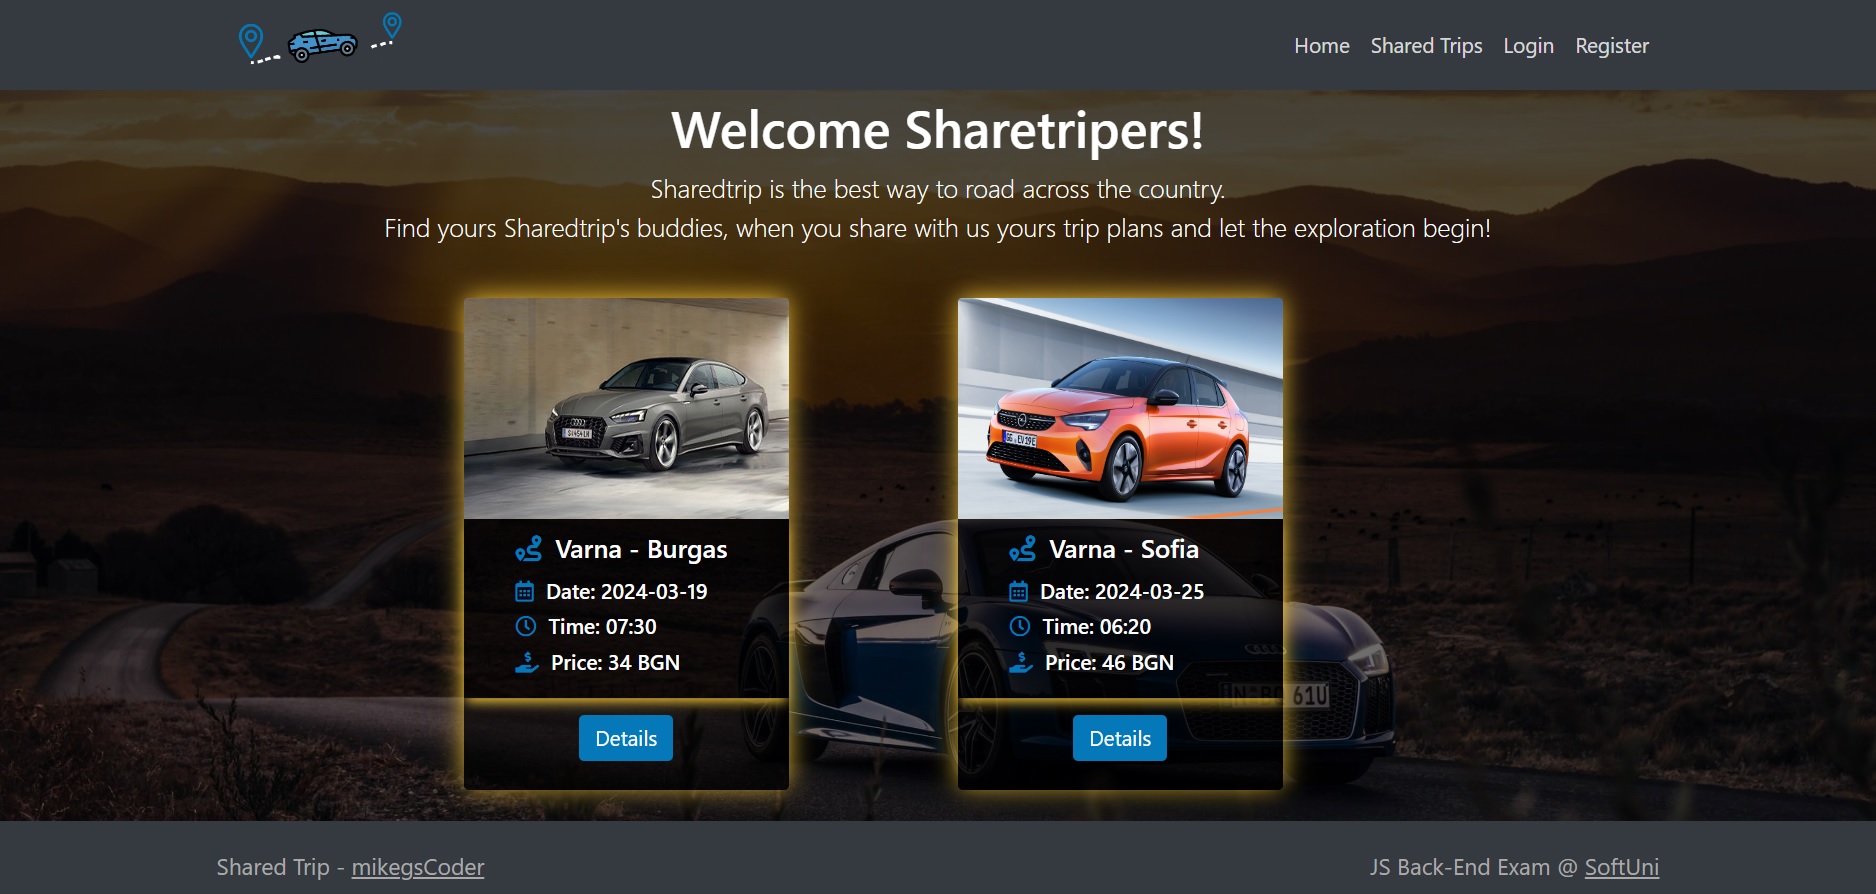 Home Shared Trips Login Register
Welcome Sharetripers!
Sharedtrip is the best way to road across the country.
Find yours Sharedtrip's buddies, when you share with us yours trip plans and let the exploration begin!
Varna - Burgas
Date: 2024-03-19
Time: 07:30
Price: 34 BGN
Details
Varna - Sofia
Date: 2024-03-25
Time: 06:20
Price: 46 BGN
Details
Shared Trip - mikegsCoder
JS Back-End Exam @ SoftUni